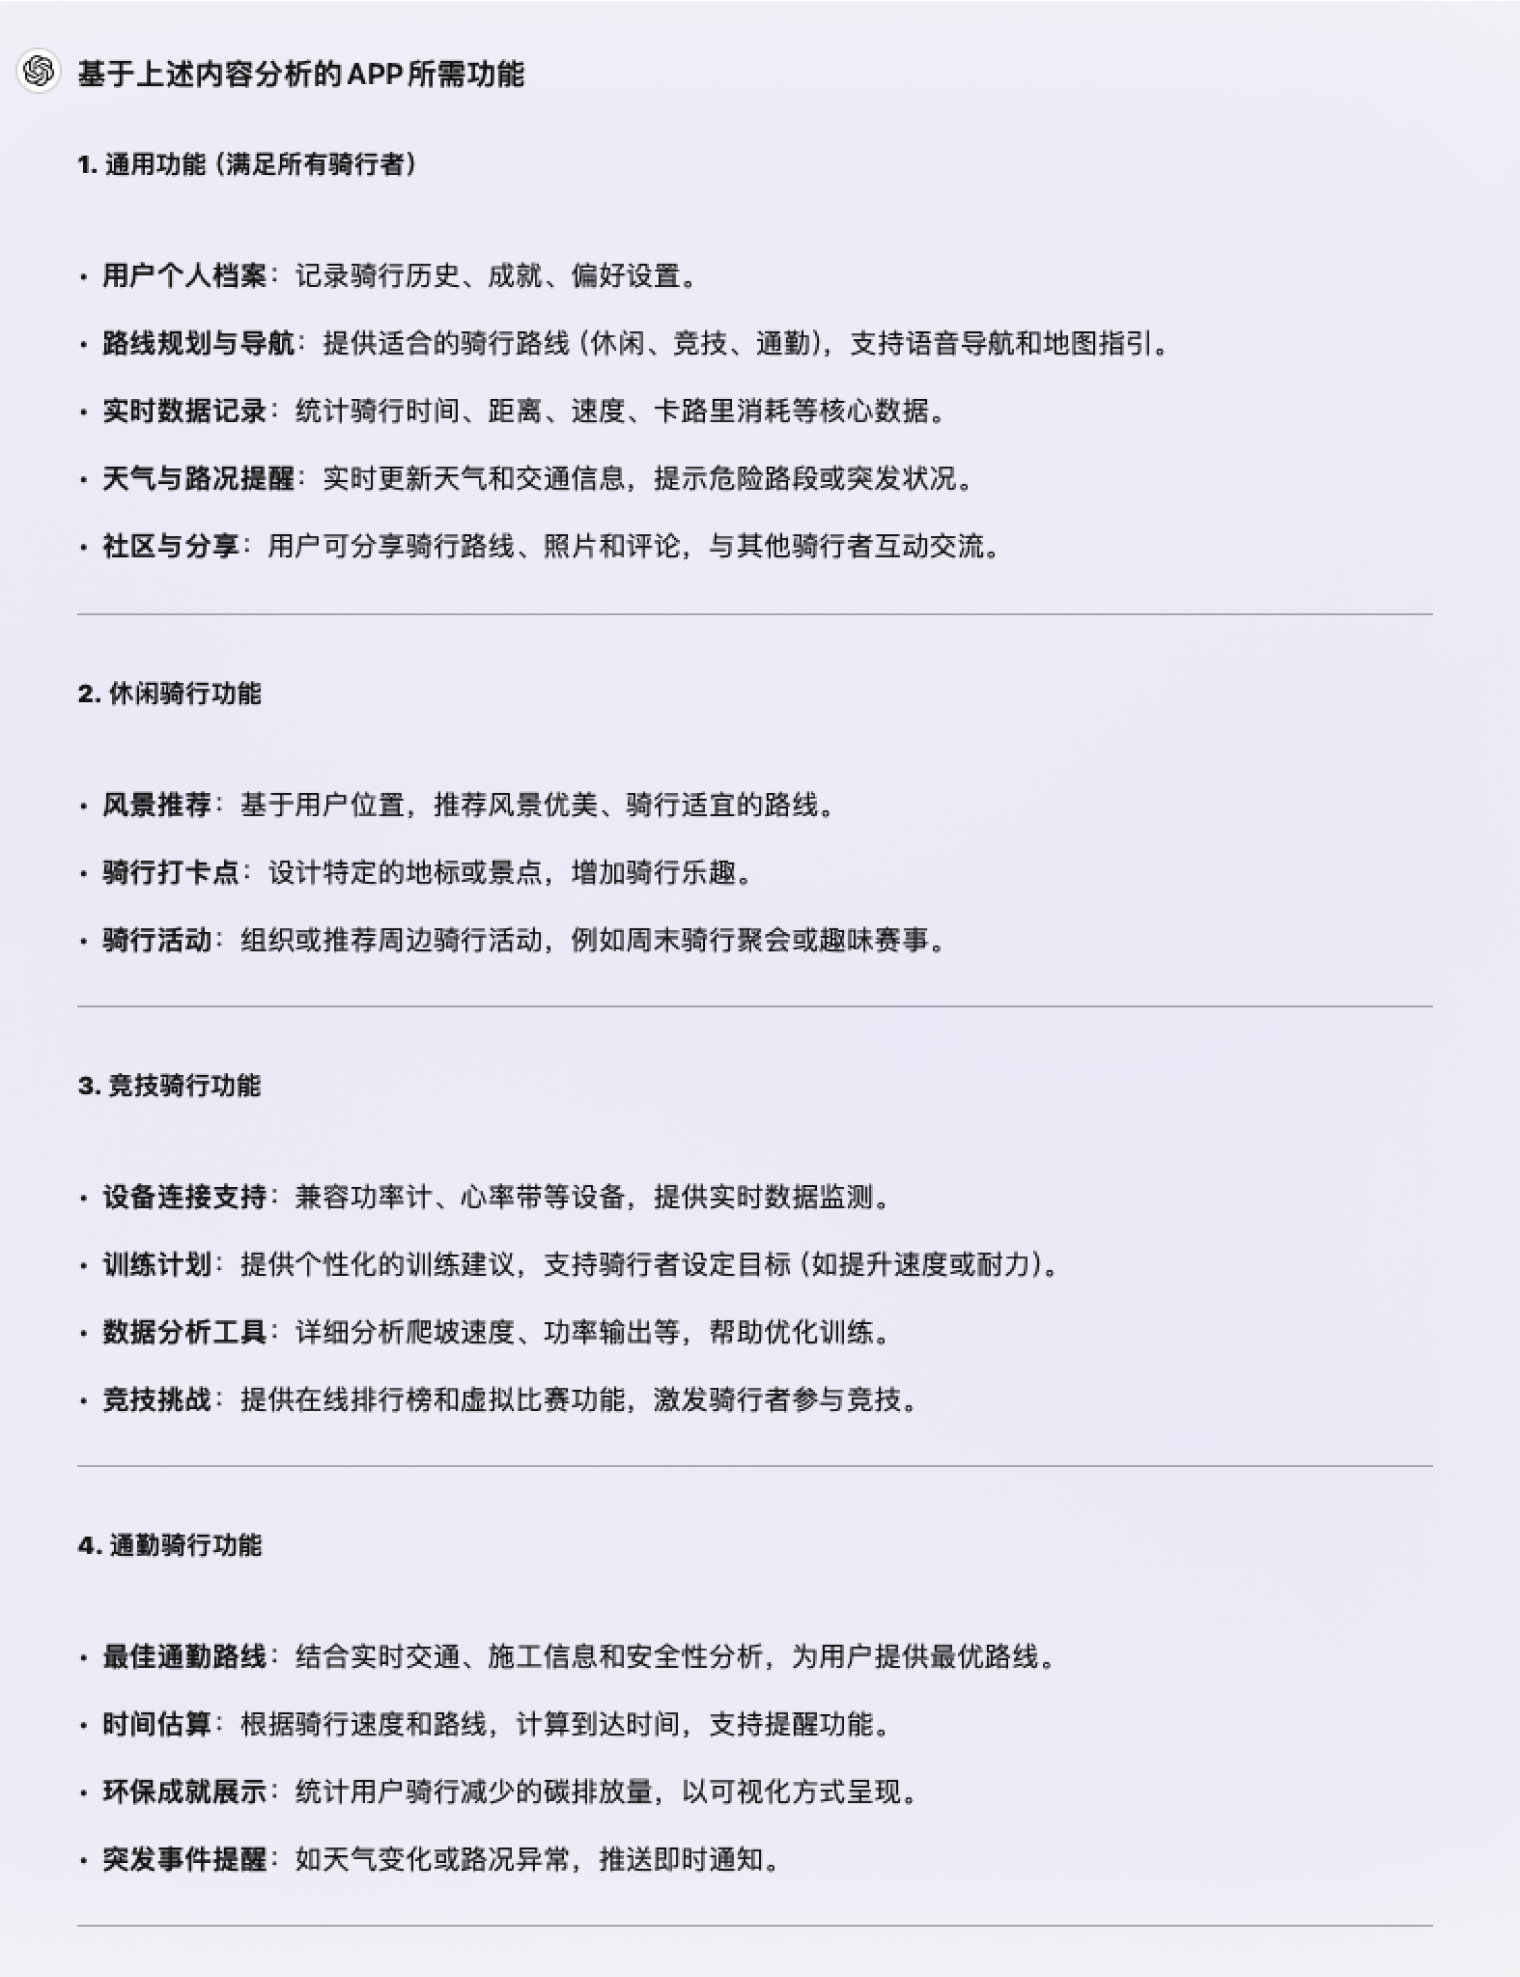 基于上述内容分析的APP所需功能
1. 通用功能（满足所有骑行者）
• 用户个人档案：记录骑行历史、成就、偏好设置。
• 路线规划与导航：提供适合的骑行路线（休闲、竞技、通勤），支持语音导航和地图指引。
• 实时数据记录：统计骑行时间、距离、速度、卡路里消耗等核心数据。
• 天气与路况提醒：实时更新天气和交通信息，提示危险路段或突发状况。
• 社区与分享：用户可分享骑行路线、照片和评论，与其他骑行者互动交流。
2. 休闲骑行功能
• 风景推荐：基于用户位置，推荐风景优美、骑行适宜的路线。
• 骑行打卡点：设计特定的地标或景点，增加骑行乐趣。
• 骑行活动：组织或推荐周边骑行活动，例如周末骑行聚会或趣味赛事。
3. 竞技骑行功能
• 设备连接支持：兼容功率计、心率带等设备，提供实时数据监测。
• 训练计划：提供个性化的训练建议，支持骑行者设定目标（如提升速度或耐力）。
• 数据分析工具：详细分析爬坡速度、功率输出等，帮助优化训练。
• 竞技挑战：提供在线排行榜和虚拟比赛功能，激发骑行者参与竞技。
4. 通勤骑行功能
• 最佳通勤路线：结合实时交通、施工信息和安全性分析，为用户提供最优路线。
• 时间估算：根据骑行速度和路线，计算到达时间，支持提醒功能。
• 环保成就展示：统计用户骑行减少的碳排放量，以可视化方式呈现。
• 突发事件提醒：如天气变化或路况异常，推送即时通知。